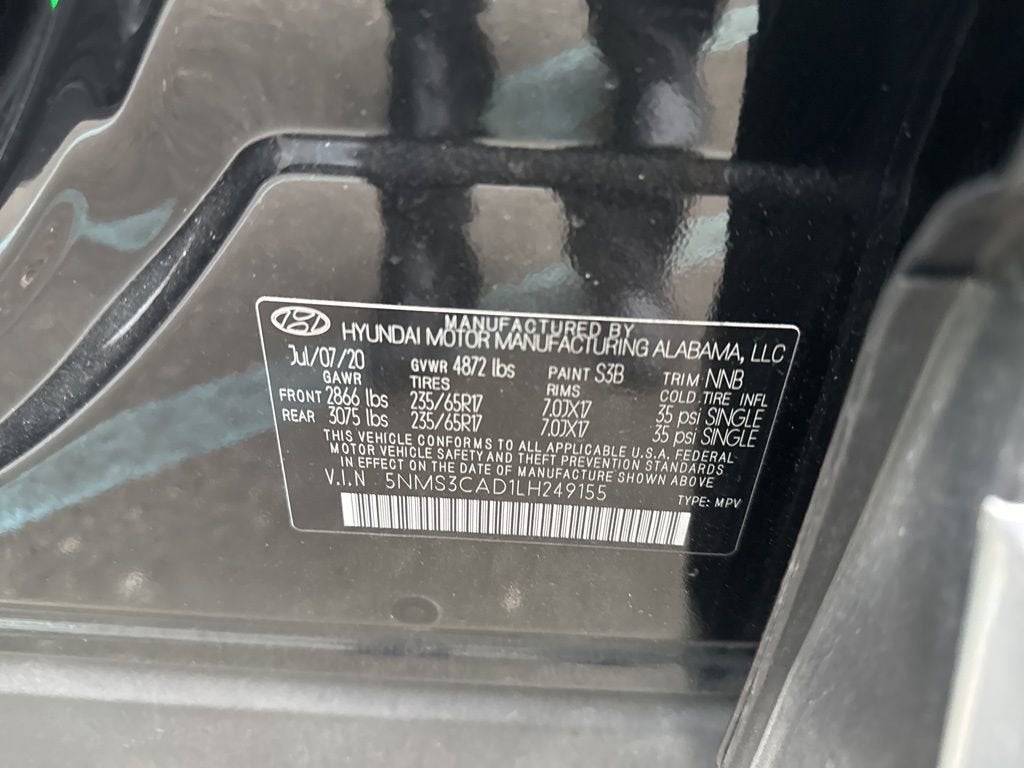 MANUFACTURED BY
HYUNDAI MOTOR MANUFACTURING ALABAMA, LLC
Jul/07/20 GVWR 4872 lbs PAINT S3B TRIM NNB
GAWR TIRES RIMS COLD.TIRE INFL
FRONT 2866 lbs 235/65R17 7.0JX17 35 psi SINGLE
REAR 3075 lbs 235/65R17 7.0JX17 35 psi SINGLE
THIS VEHICLE CONFORMS TO ALL APPLICABLE U.S.A. FEDERAL
MOTOR VEHICLE SAFETY AND THEFT PREVENTION STANDARDS
IN EFFECT ON THE DATE OF MANUFACTURE SHOWN ABOVE
V.I.N 5NMS3CAD1LH249155
TYPE: MPV